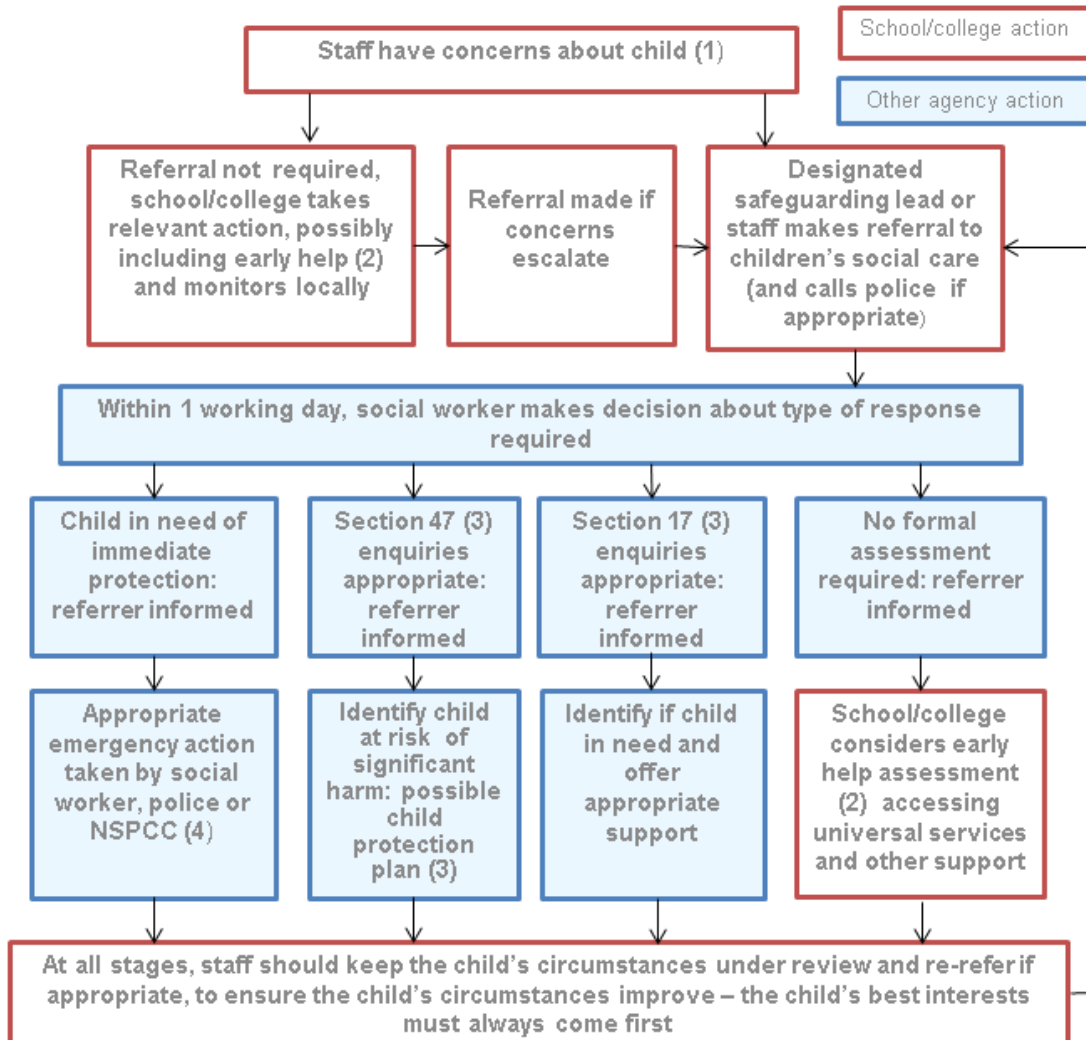 School/college action
Other agency action
Staff have concerns about child (1)
Referral not required,
school/college takes
relevant action, possibly
including early help (2)
and monitors locally
Referral made if
concerns
escalate
Designated
safeguarding lead or
staff makes referral to
children's social care
(and calls police if
appropriate)
Within 1 working day, social worker makes decision about type of response
required
Child in need of
immediate
protection:
referrer informed
Section 47 (3)
enquiries
appropriate:
referrer
informed
Section 17 (3)
enquiries
appropriate:
referrer
informed
No formal
assessment
required: referrer
informed
Appropriate
emergency action
taken by social
worker, police or
NSPCC (4)
Identify child
at risk of
significant
harm: possible
child
protection
plan (3)
Identify if child
in need and
offer
appropriate
support
School/college
considers early
help assessment
(2) accessing
universal services
and other support
At all stages, staff should keep the child's circumstances under review and re-refer if
appropriate, to ensure the child's circumstances improve – the child's best interests
must always come first